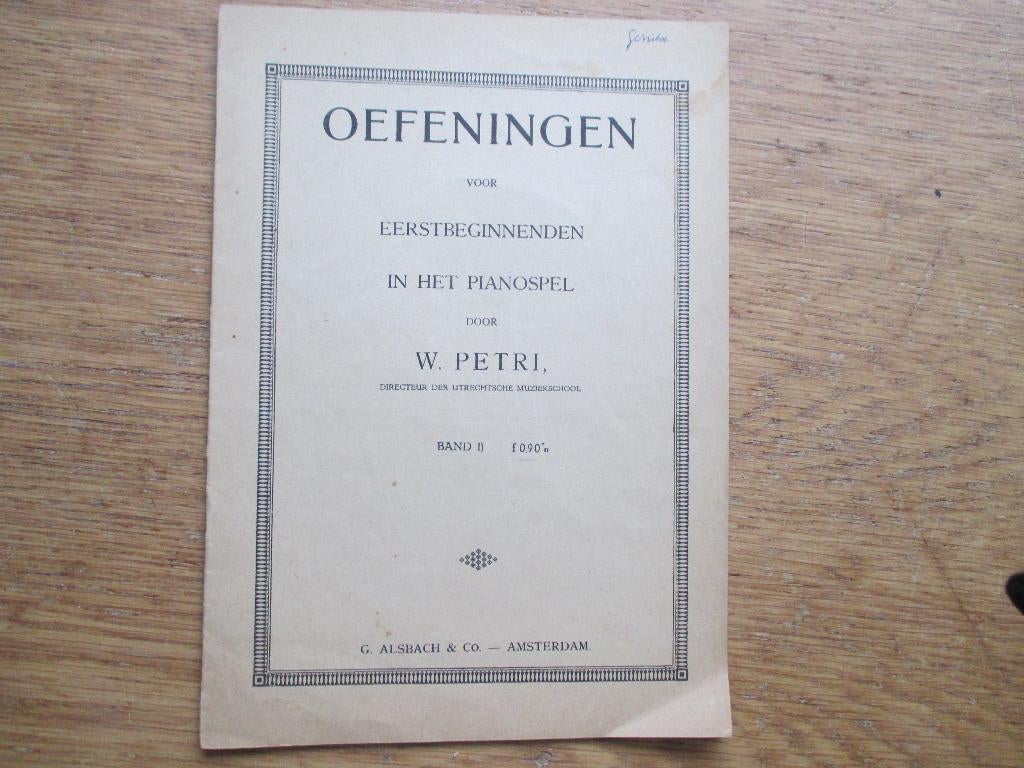 OEFENINGEN
VOOR
EERSTBEGINNENDEN
IN HET PIANOSPEL
DOOR
W. PETRI,
DIRECTEUR DER UTRECHTSCHE MUZIEKSCHOOL
BAND I) f 0,90
G. ALSBACH & CO. — AMSTERDAM.